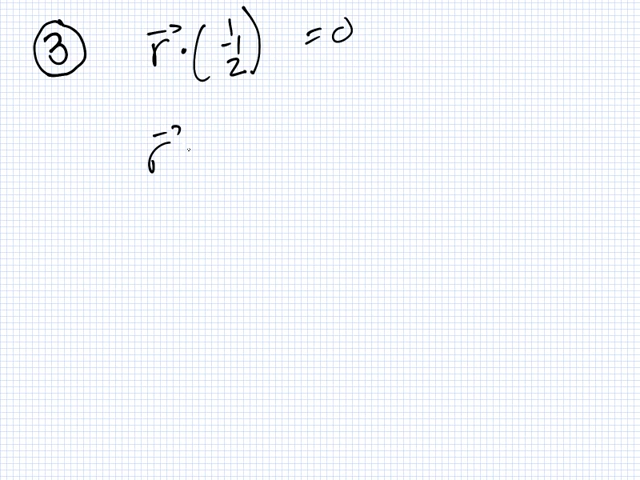 ③ r⃗ · (1 -1 2) = 0
r⃗ ·